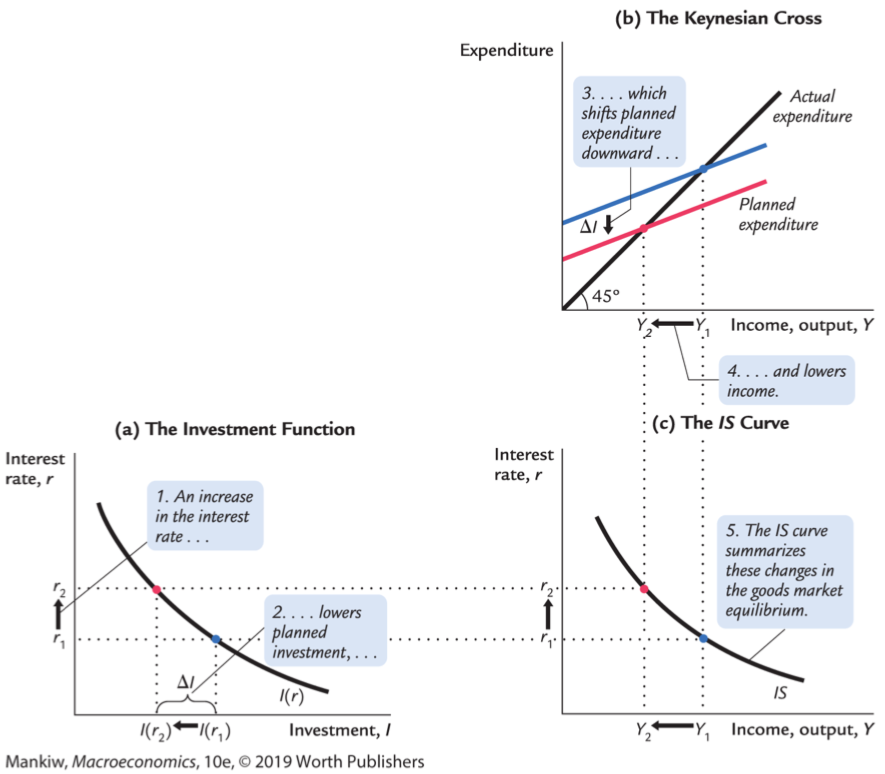 (b) The Keynesian Cross
Expenditure
3. . . . which
shifts planned
expenditure
downward . . .
Actual
expenditure
Planned
expenditure
ΔI
45°
Y₂ Y₁ Income, output, Y
4. . . . and lowers
income.
(a) The Investment Function
Interest
rate, r
1. An increase
in the interest
rate . . .
r₂
r₁
2. . . . lowers
planned
investment, . . .
ΔI
I(r)
I(r₂) I(r₁) Investment, I
(c) The IS Curve
Interest
rate, r
5. The IS curve
summarizes
these changes in
the goods market
equilibrium.
r₂
r₁
IS
Y₂ Y₁ Income, output, Y
Mankiw, Macroeconomics, 10e, © 2019 Worth Publishers